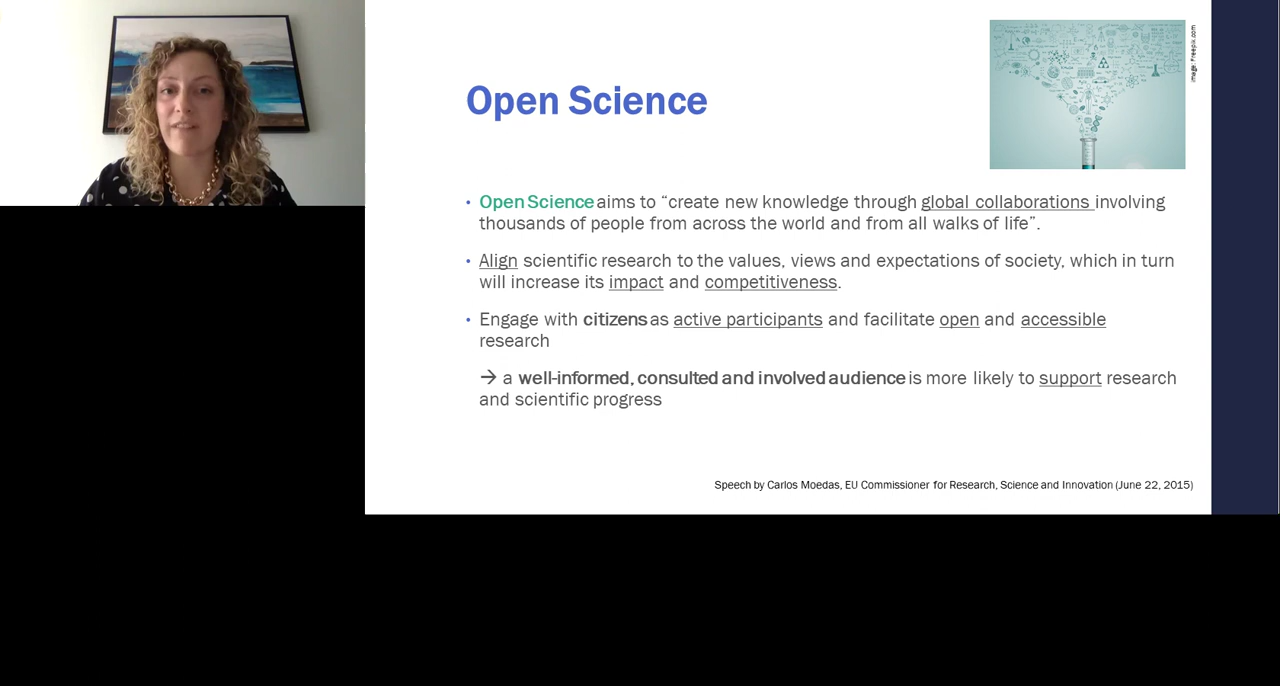 image: Freepik.com
Open Science
• Open Science aims to “create new knowledge through global collaborations involving
thousands of people from across the world and from all walks of life”.
• Align scientific research to the values, views and expectations of society, which in turn
will increase its impact and competitiveness.
• Engage with citizens as active participants and facilitate open and accessible
research
→ a well-informed, consulted and involved audience is more likely to support research
and scientific progress
Speech by Carlos Moedas, EU Commissioner for Research, Science and Innovation (June 22, 2015)